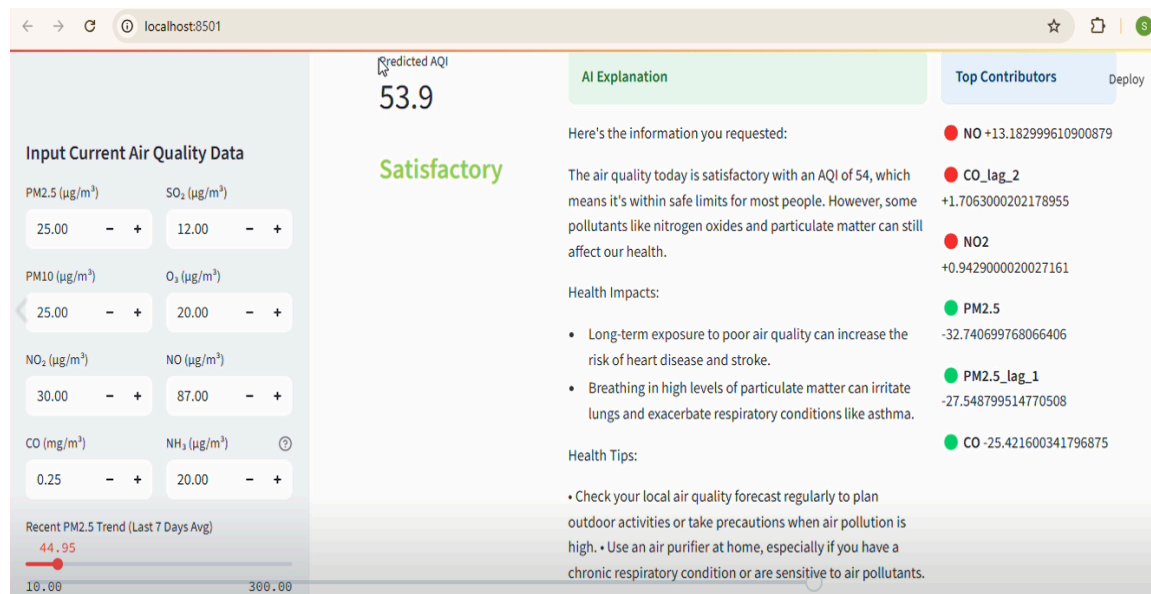 localhost:8501
S
Input Current Air Quality Data
PM2.5 (µg/m³)
SO₂ (µg/m³)
25.00 - +
12.00 - +
PM10 (µg/m³)
O₃ (µg/m³)
25.00 - +
20.00 - +
NO₂ (µg/m³)
NO (µg/m³)
30.00 - +
87.00 - +
CO (mg/m³)
NH₃ (µg/m³)
0.25 - +
20.00 - +
Recent PM2.5 Trend (Last 7 Days Avg)
44.95
10.00
300.00
Predicted AQI
53.9
Satisfactory
AI Explanation
Here's the information you requested:
The air quality today is satisfactory with an AQI of 54, which
means it's within safe limits for most people. However, some
pollutants like nitrogen oxides and particulate matter can still
affect our health.
Health Impacts:
• Long-term exposure to poor air quality can increase the
risk of heart disease and stroke.
• Breathing in high levels of particulate matter can irritate
lungs and exacerbate respiratory conditions like asthma.
Health Tips:
• Check your local air quality forecast regularly to plan
outdoor activities or take precautions when air pollution is
high. • Use an air purifier at home, especially if you have a
chronic respiratory condition or are sensitive to air pollutants.
Top Contributors
Deploy
NO +13.182999610900879
CO_lag_2
+1.7063000202178955
NO2
+0.9429000020027161
PM2.5
-32.740699768066406
PM2.5_lag_1
-27.548799514770508
CO -25.421600341796875